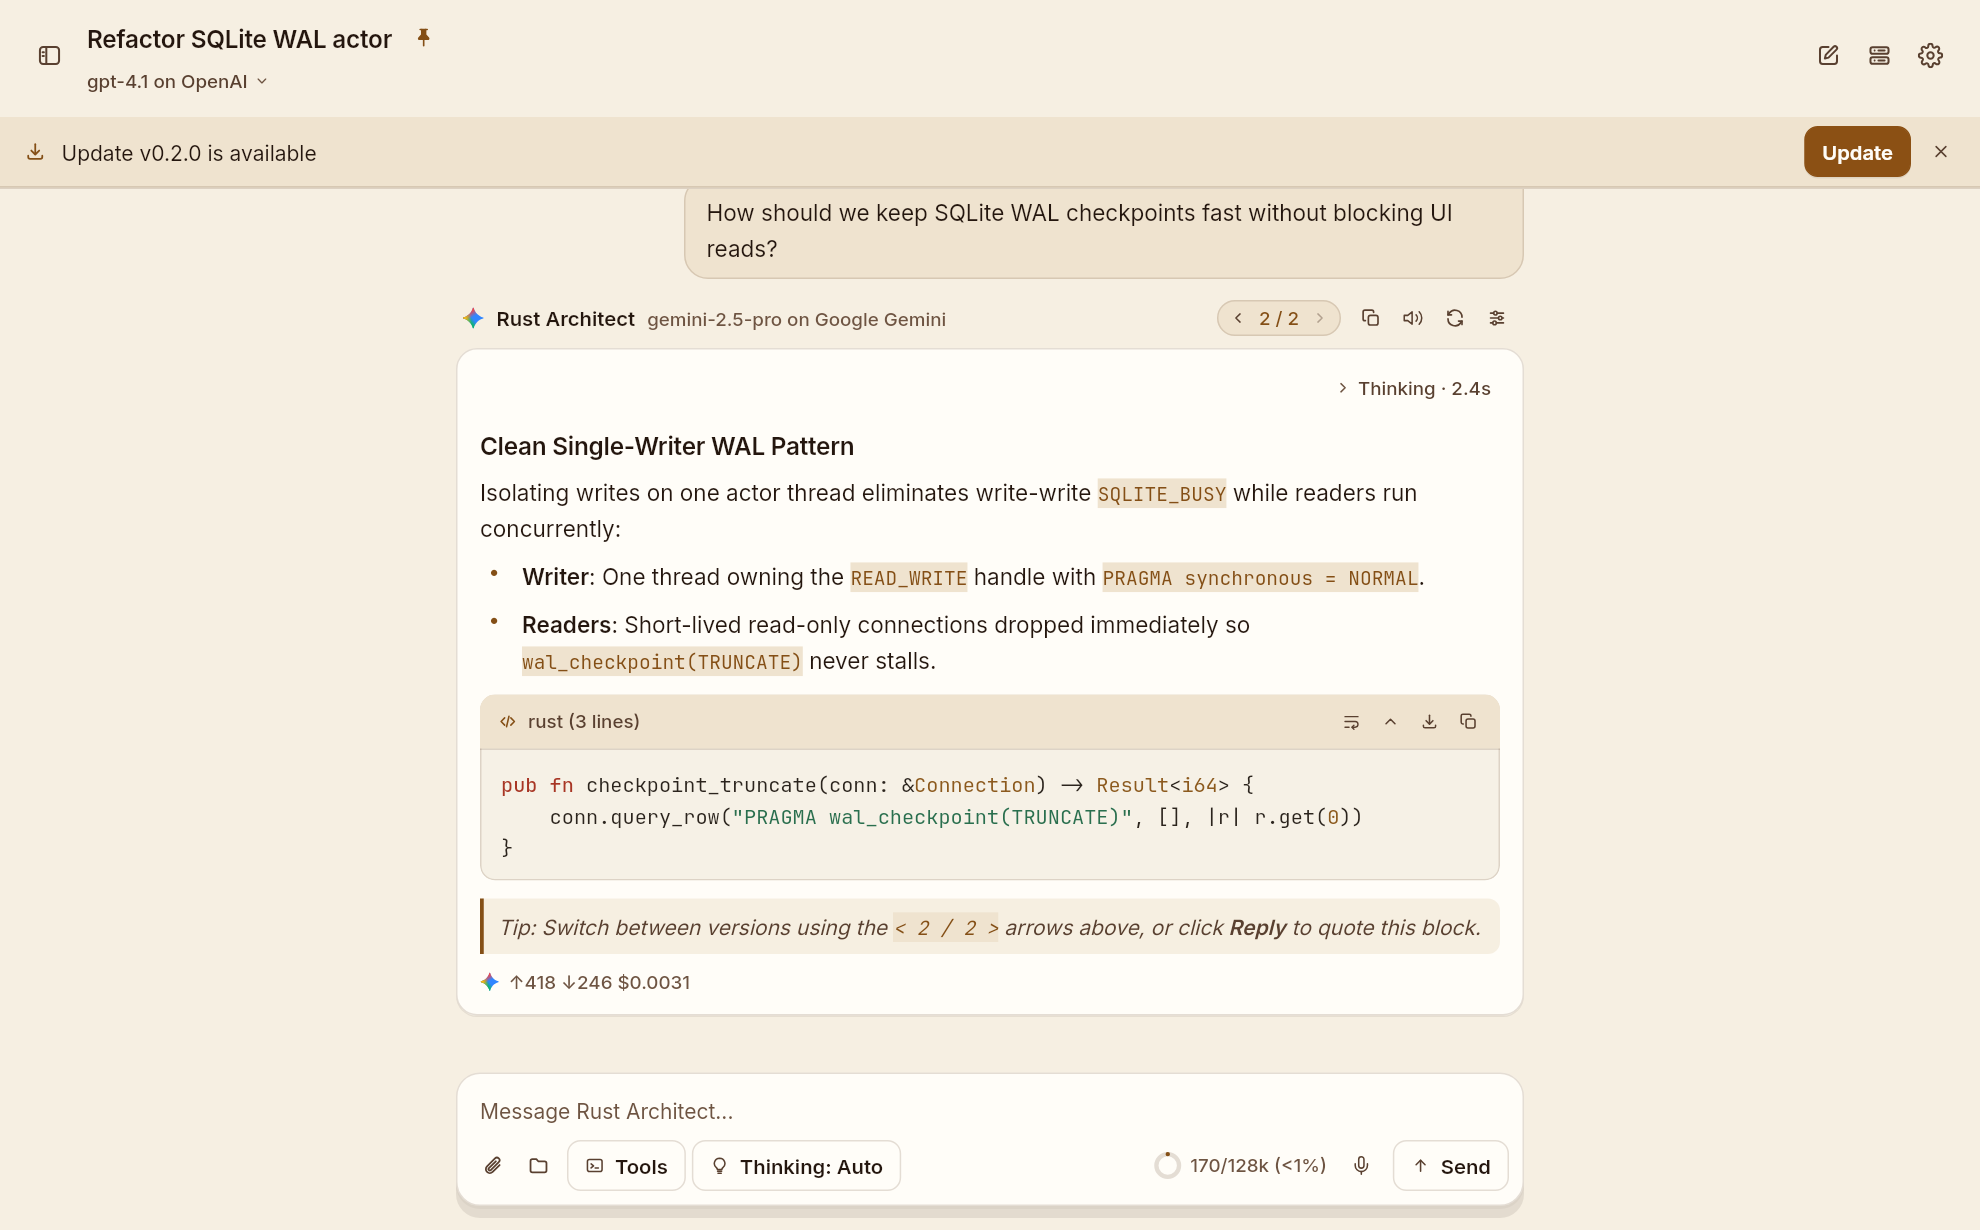 Refactor SQLite WAL actor
gpt-4.1 on OpenAI
Update v0.2.0 is available
Update
How should we keep SQLite WAL checkpoints fast without blocking UI
reads?
Rust Architect gemini-2.5-pro on Google Gemini
2 / 2
Thinking · 2.4s
Clean Single-Writer WAL Pattern
Isolating writes on one actor thread eliminates write-write SQLITE_BUSY while readers run
concurrently:
• Writer: One thread owning the READ_WRITE handle with PRAGMA synchronous = NORMAL.
• Readers: Short-lived read-only connections dropped immediately so
wal_checkpoint(TRUNCATE) never stalls.
rust (3 lines)
pub fn checkpoint_truncate(conn: &Connection) -> Result<i64> {
    conn.query_row("PRAGMA wal_checkpoint(TRUNCATE)", [], |r| r.get(0))
}
Tip: Switch between versions using the < 2 / 2 > arrows above, or click Reply to quote this block.
↑418 ↓246 $0.0031
Message Rust Architect...
Tools
Thinking: Auto
170/128k (<1%)
Send